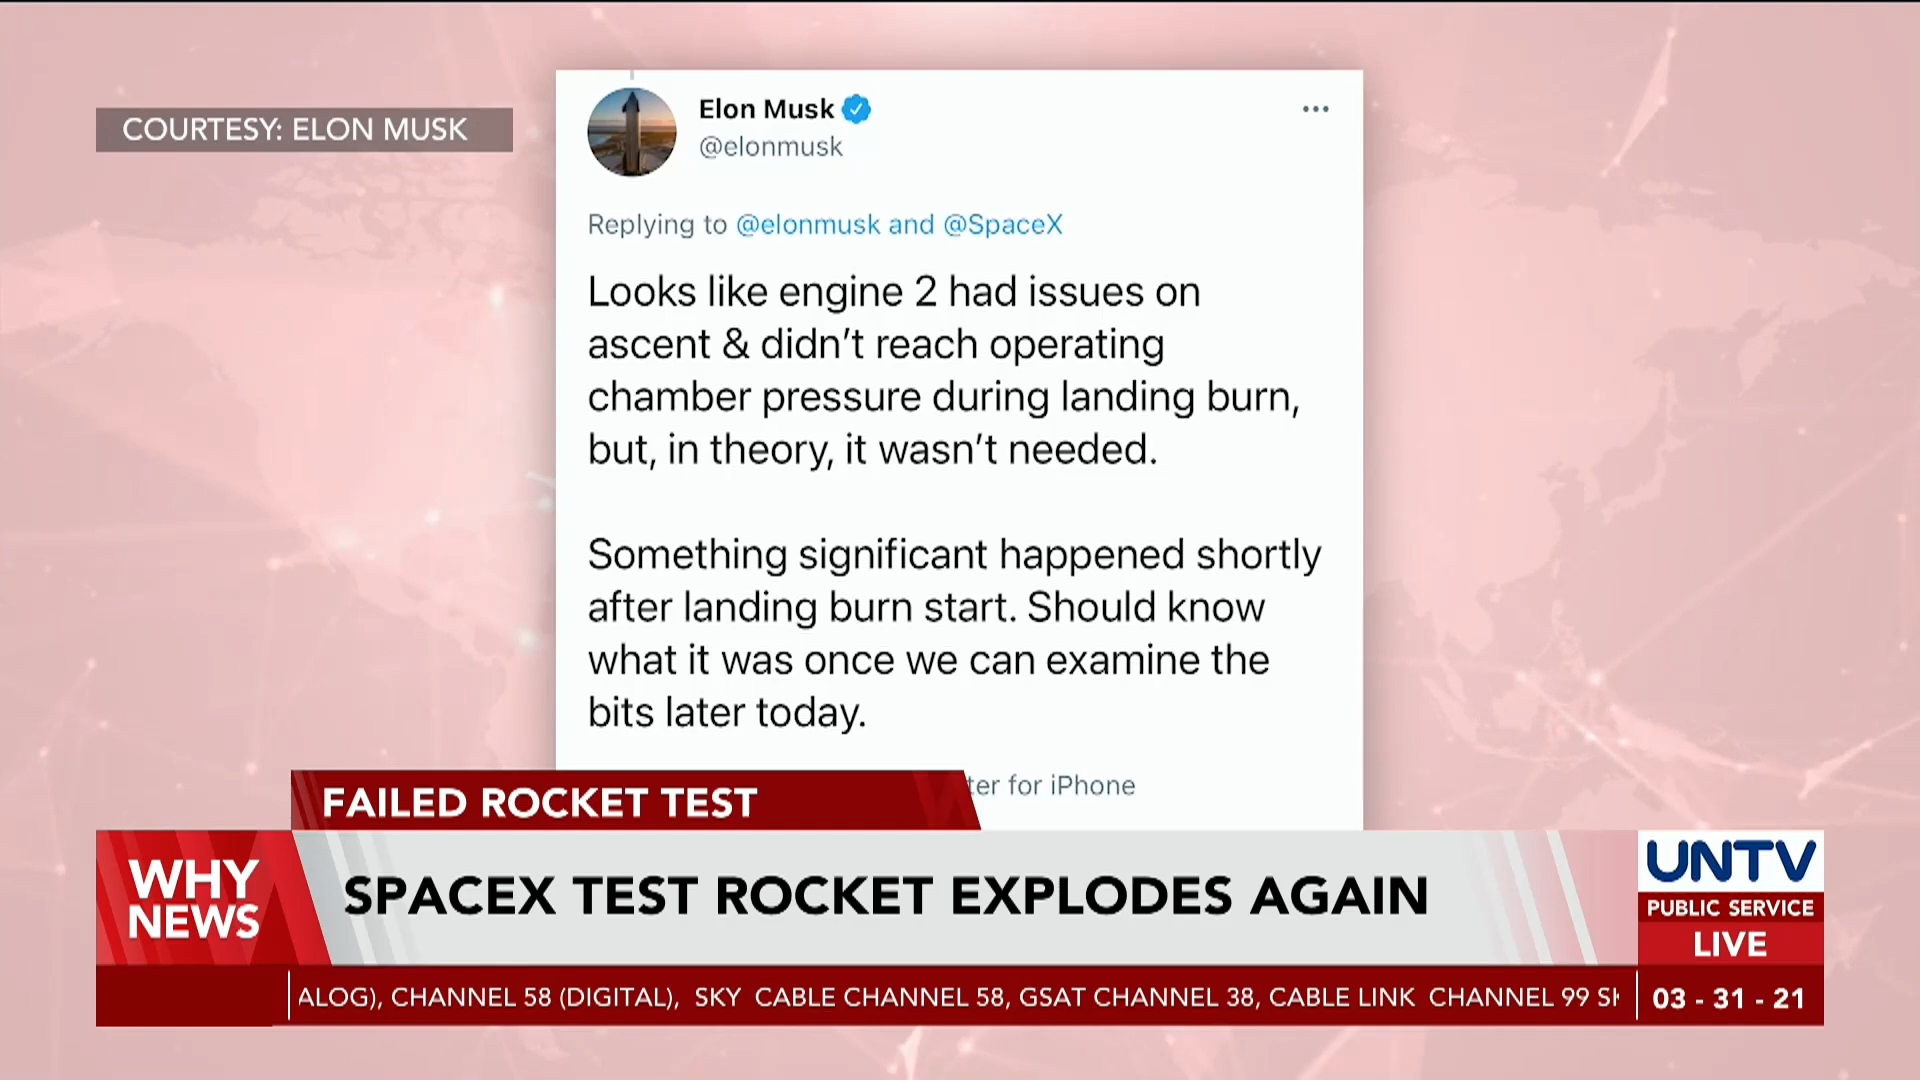 COURTESY: ELON MUSK
Elon Musk
@elonmusk
Replying to @elonmusk and @SpaceX
Looks like engine 2 had issues on
ascent & didn’t reach operating
chamber pressure during landing burn,
but, in theory, it wasn’t needed.
Something significant happened shortly
after landing burn start. Should know
what it was once we can examine the
bits later today.
ter for iPhone
FAILED ROCKET TEST
WHY
NEWS
SPACEX TEST ROCKET EXPLODES AGAIN
UNTV
PUBLIC SERVICE
LIVE
ALOG), CHANNEL 58 (DIGITAL), SKY CABLE CHANNEL 58, GSAT CHANNEL 38, CABLE LINK CHANNEL 99
03 - 31 - 21